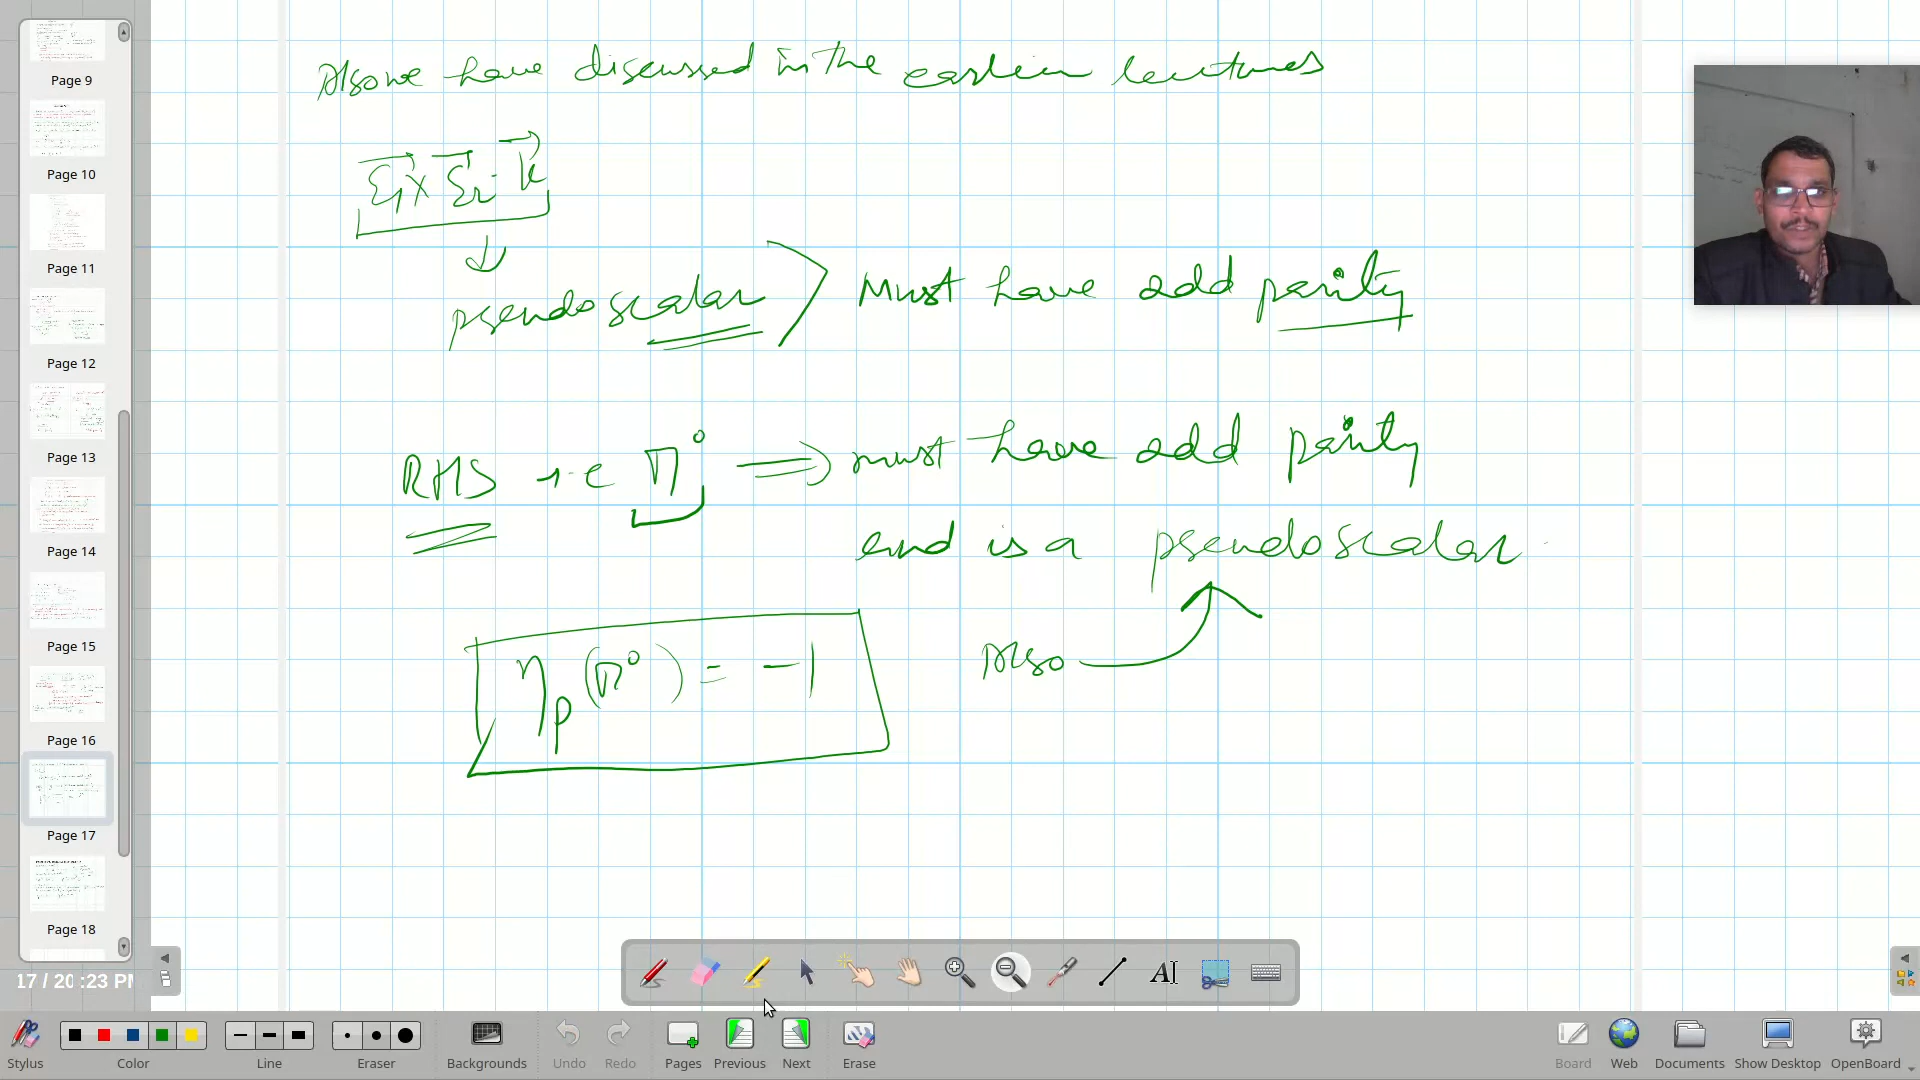 Also we have discussed in the earlier lectures
ε₁ × ε₂ · k
pseudoscalar
Must have odd parity
RHS i.e π⁰ ⇒ must have odd parity
and is a pseudoscalar
Also
η_p(π⁰) = -1
Page 9
Page 10
Page 11
Page 12
Page 13
Page 14
Page 15
Page 16
Page 17
Page 18
Stylus
Color
Line
Eraser
Backgrounds
Undo
Redo
Pages
Previous
Next
Erase
Board
Web
Documents
Show Desktop
OpenBoard